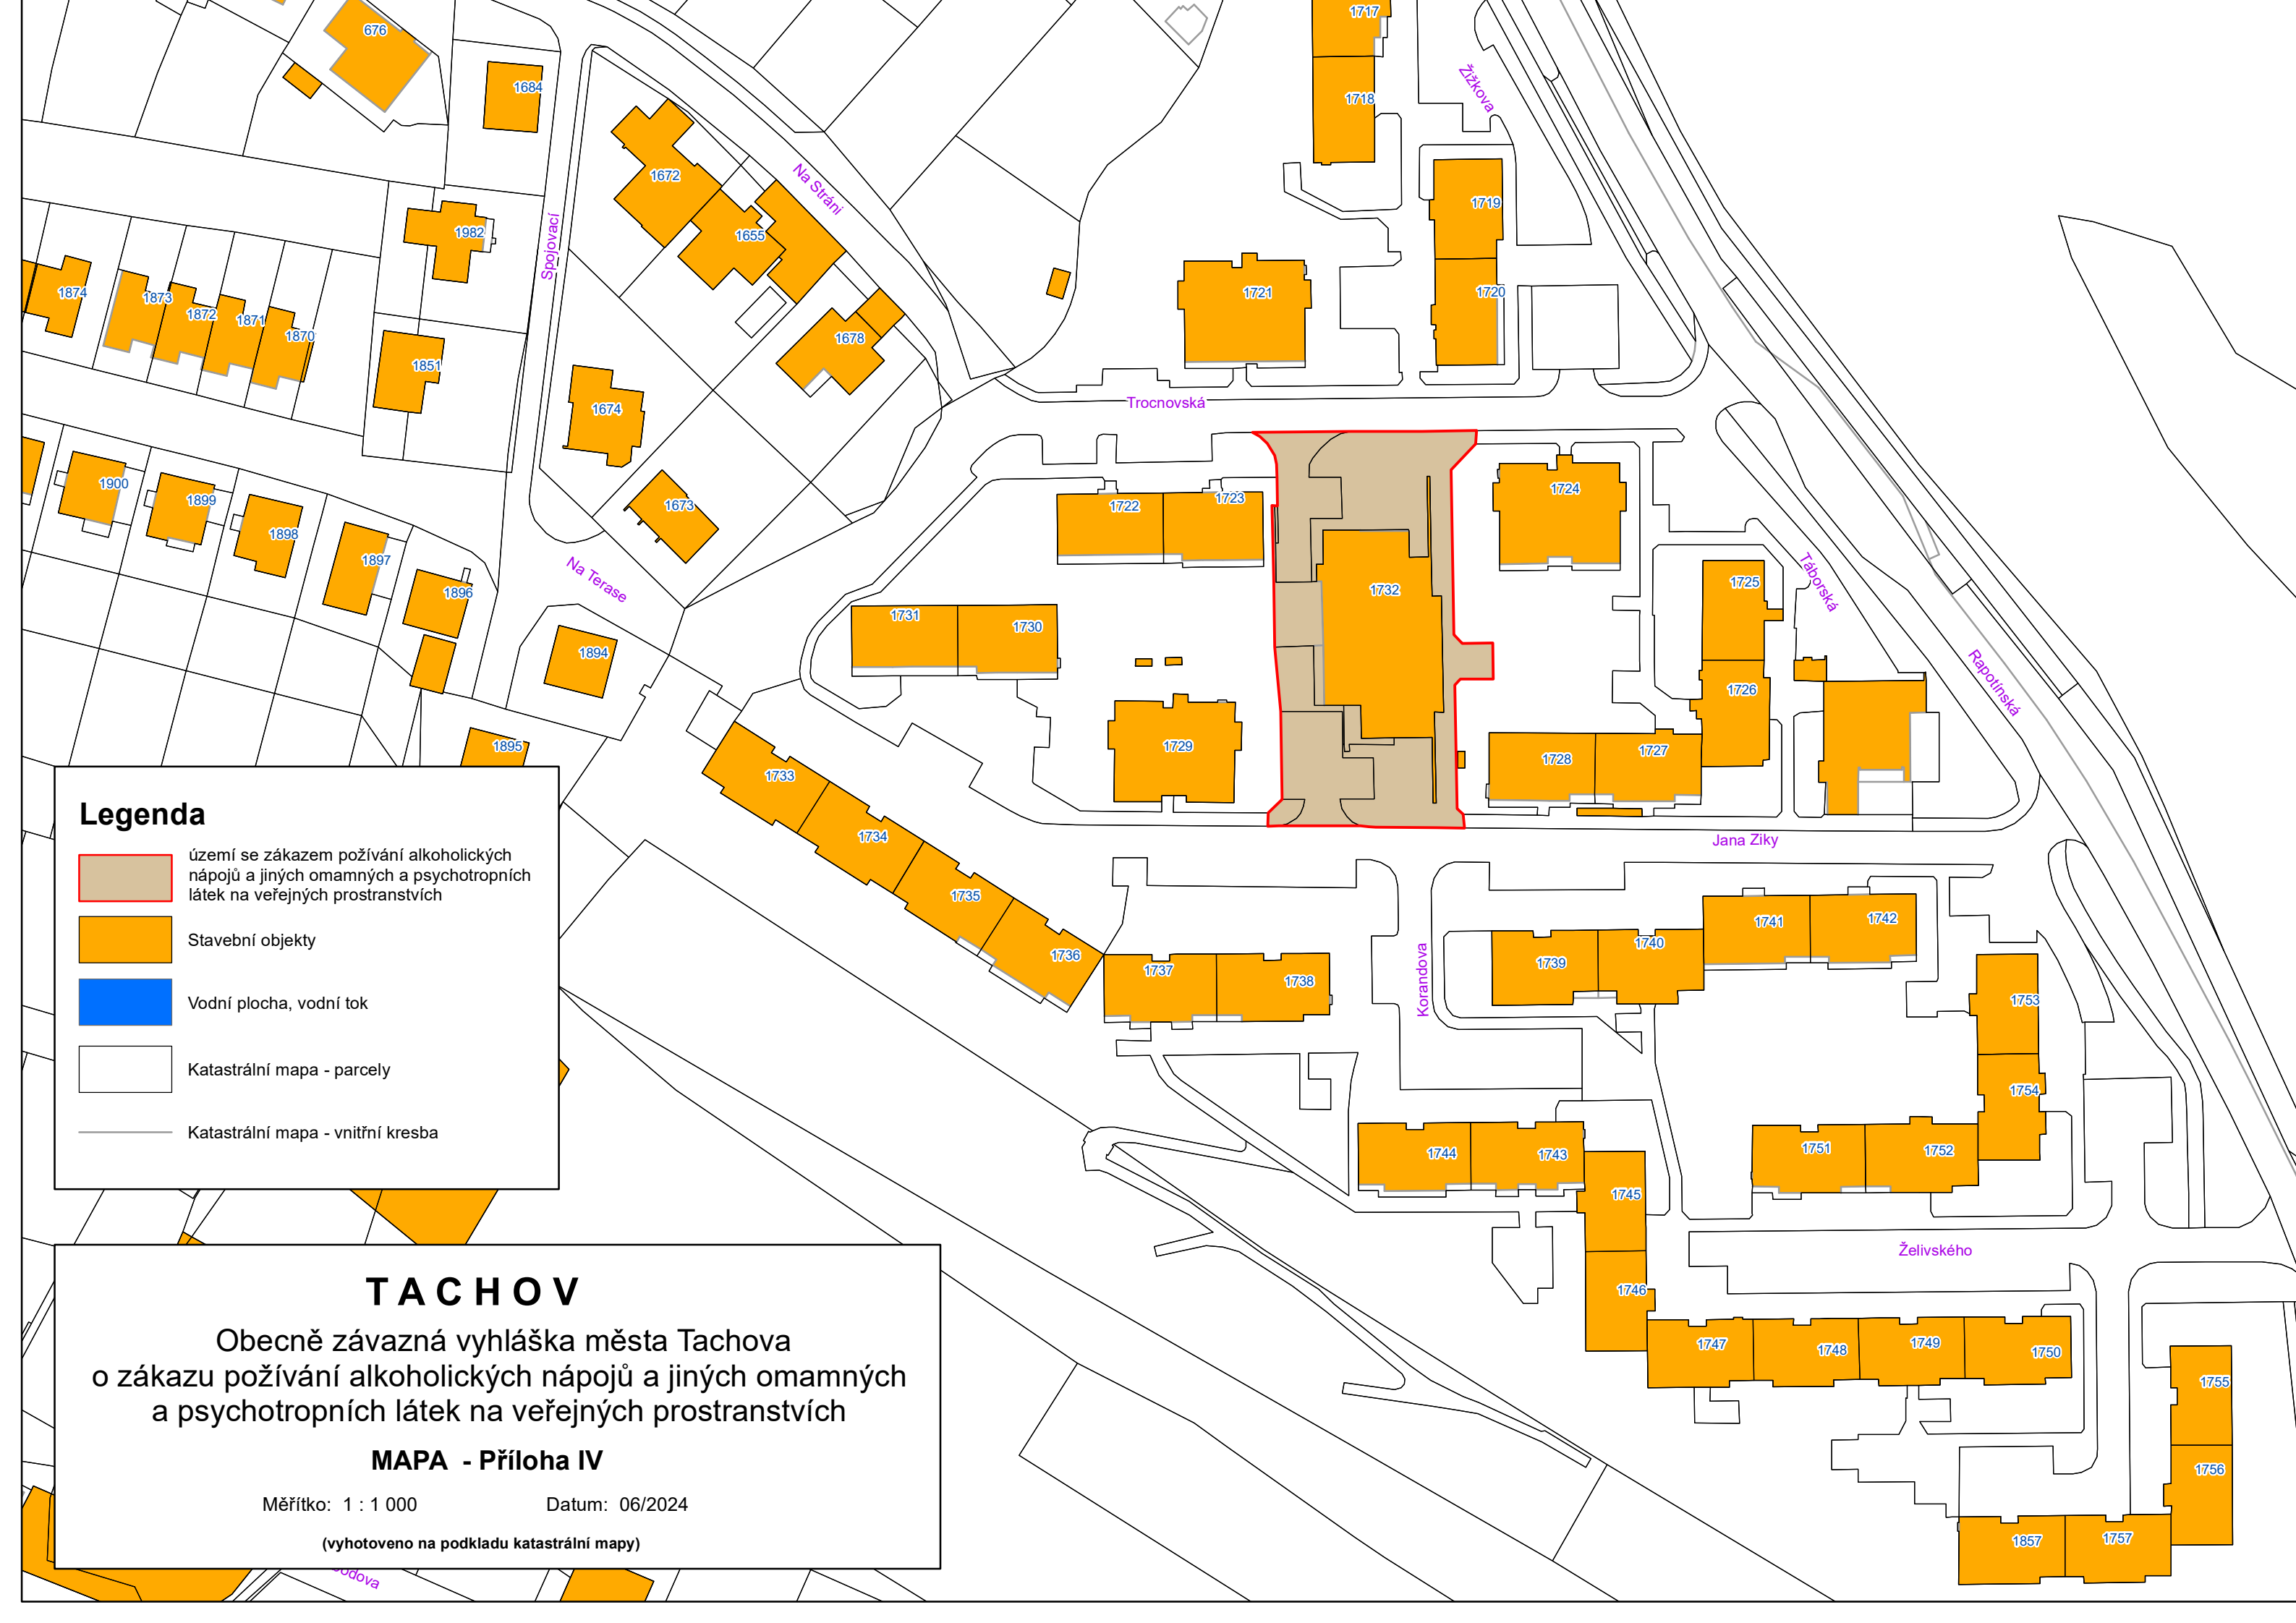 676
1684
1717
1718
Žižkova
1672
Na Stráni
1655
1719
1982
Spojovací
1874
1873
1872
1871
1870
1851
1721
1720
1678
1674
Trocnovská
1900
1899
1898
1897
1896
1673
Na Terase
1722
1723
1724
1732
1725
Táborská
1731
1730
1894
1726
Rapotínská
1895
1729
1728
1727
1733
1734
1735
1736
Jana Ziky
1737
1738
Korandova
1739
1740
1741
1742
1753
1754
1744
1743
1745
1751
1752
1746
Želivského
1747
1748
1749
1750
1755
1756
1857
1757
Legenda
území se zákazem požívání alkoholických
nápojů a jiných omamných a psychotropních
látek na veřejných prostranstvích
Stavební objekty
Vodní plocha, vodní tok
Katastrální mapa - parcely
Katastrální mapa - vnitřní kresba
TACHOV
Obecně závazná vyhláška města Tachova
o zákazu požívání alkoholických nápojů a jiných omamných
a psychotropních látek na veřejných prostranstvích
MAPA - Příloha IV
Měřítko: 1 : 1 000 Datum: 06/2024
(vyhotoveno na podkladu katastrální mapy)